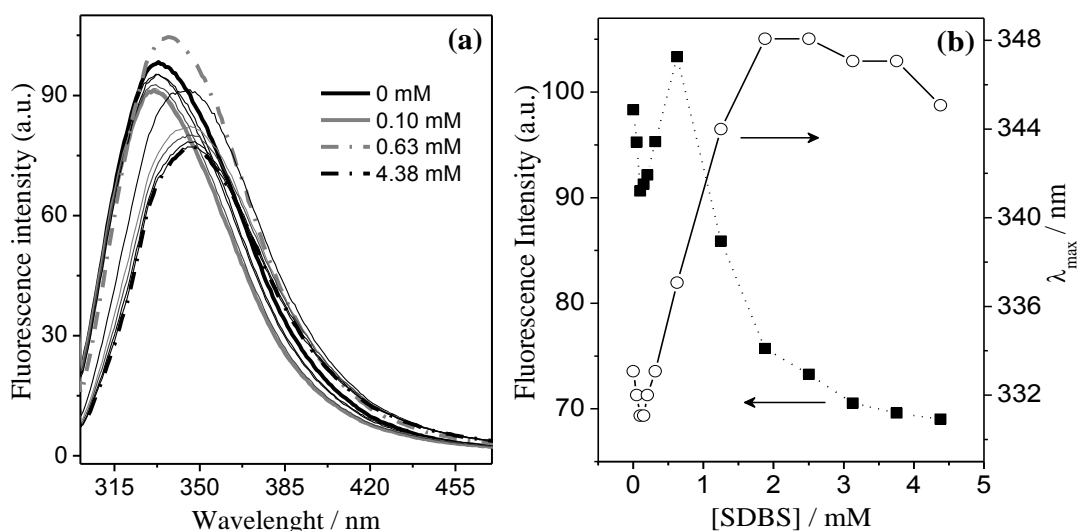 (a)
Fluorescence intensity (a.u.)
90
60
30
0
315
350
385
420
455
Wavelenght / nm
0 mM
0.10 mM
0.63 mM
4.38 mM
(b)
Fluorescence Intensity (a.u.)
100
90
80
70
0
1
2
3
4
5
[SDBS] / mM
348
344
340
336
332
λmax / nm